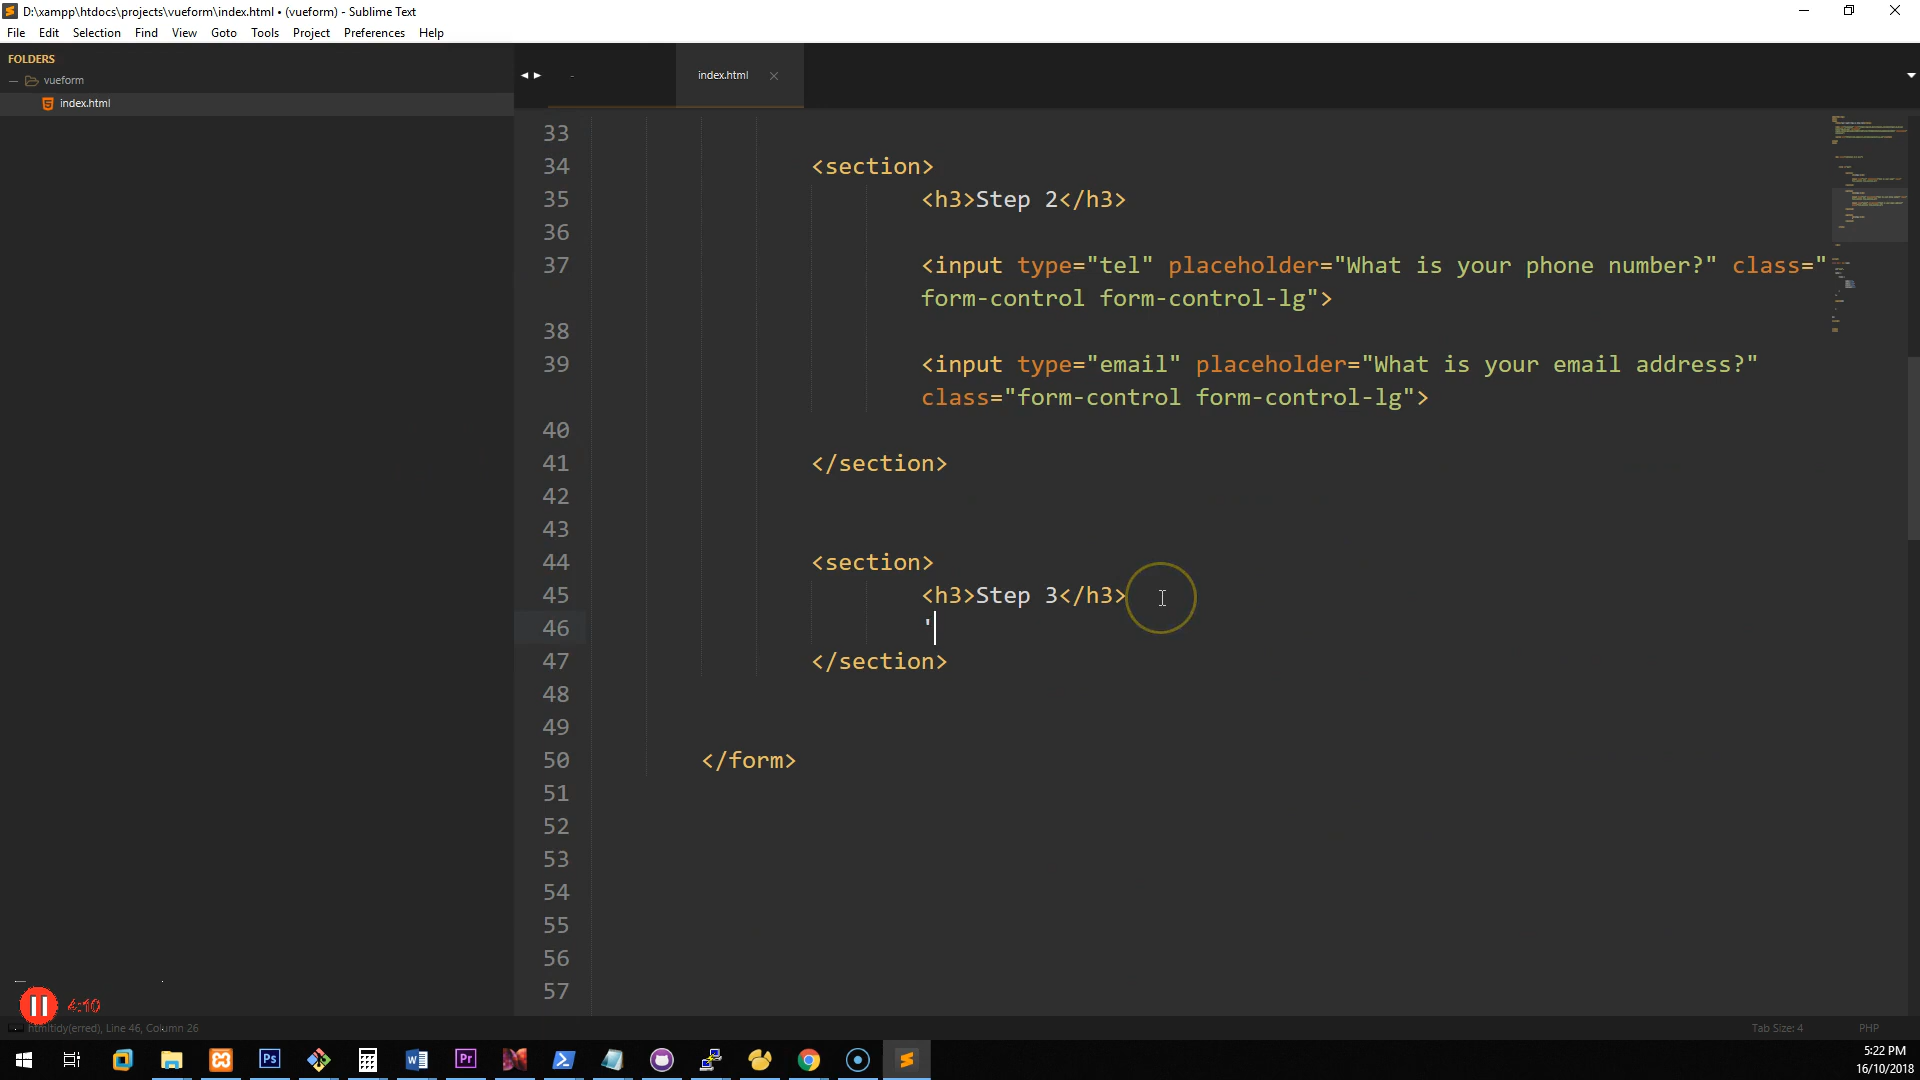 D:\xampp\htdocs\projects\vueform\index.html • (vueform) - Sublime Text
File Edit Selection Find View Goto Tools Project Preferences Help
FOLDERS
vueform
index.html
index.html
33
34 <section>
35 <h3>Step 2</h3>
36
37 <input type="tel" placeholder="What is your phone number?" class="
form-control form-control-lg">
38
39 <input type="email" placeholder="What is your email address?"
class="form-control form-control-lg">
40
41 </section>
42
43
44 <section>
45 <h3>Step 3</h3>
46 '
47 </section>
48
49
50 </form>
51
52
53
54
55
56
57
4:10
htmltidy(erred), Line 46, Column 26
Tab Size: 4 PHP
5:22 PM
16/10/2018